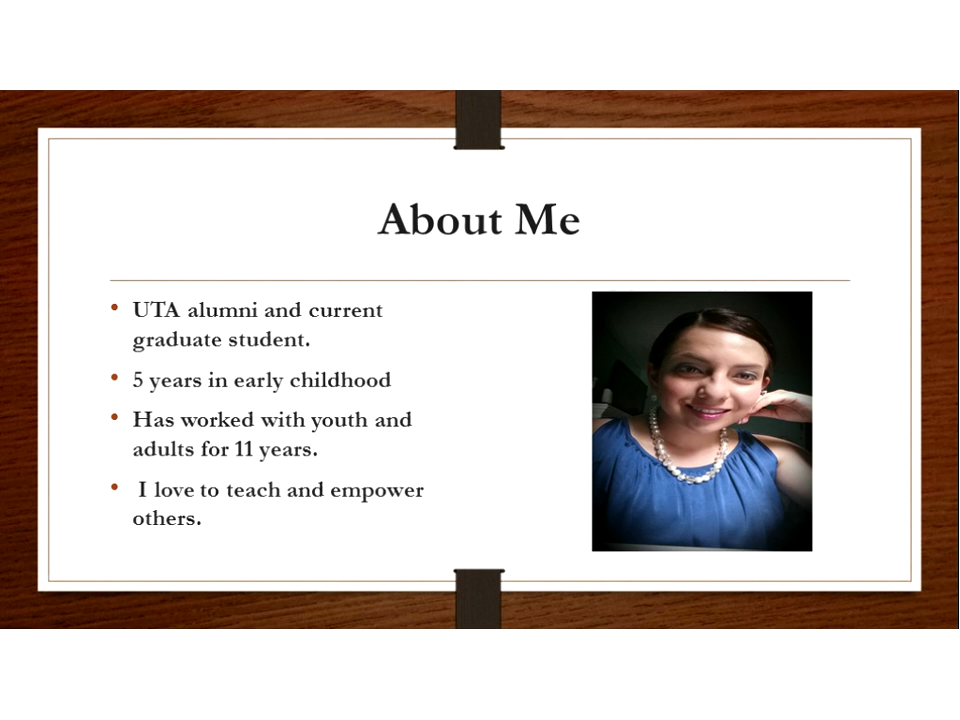 About Me
• UTA alumni and current
graduate student.
• 5 years in early childhood
• Has worked with youth and
adults for 11 years.
• I love to teach and empower
others.